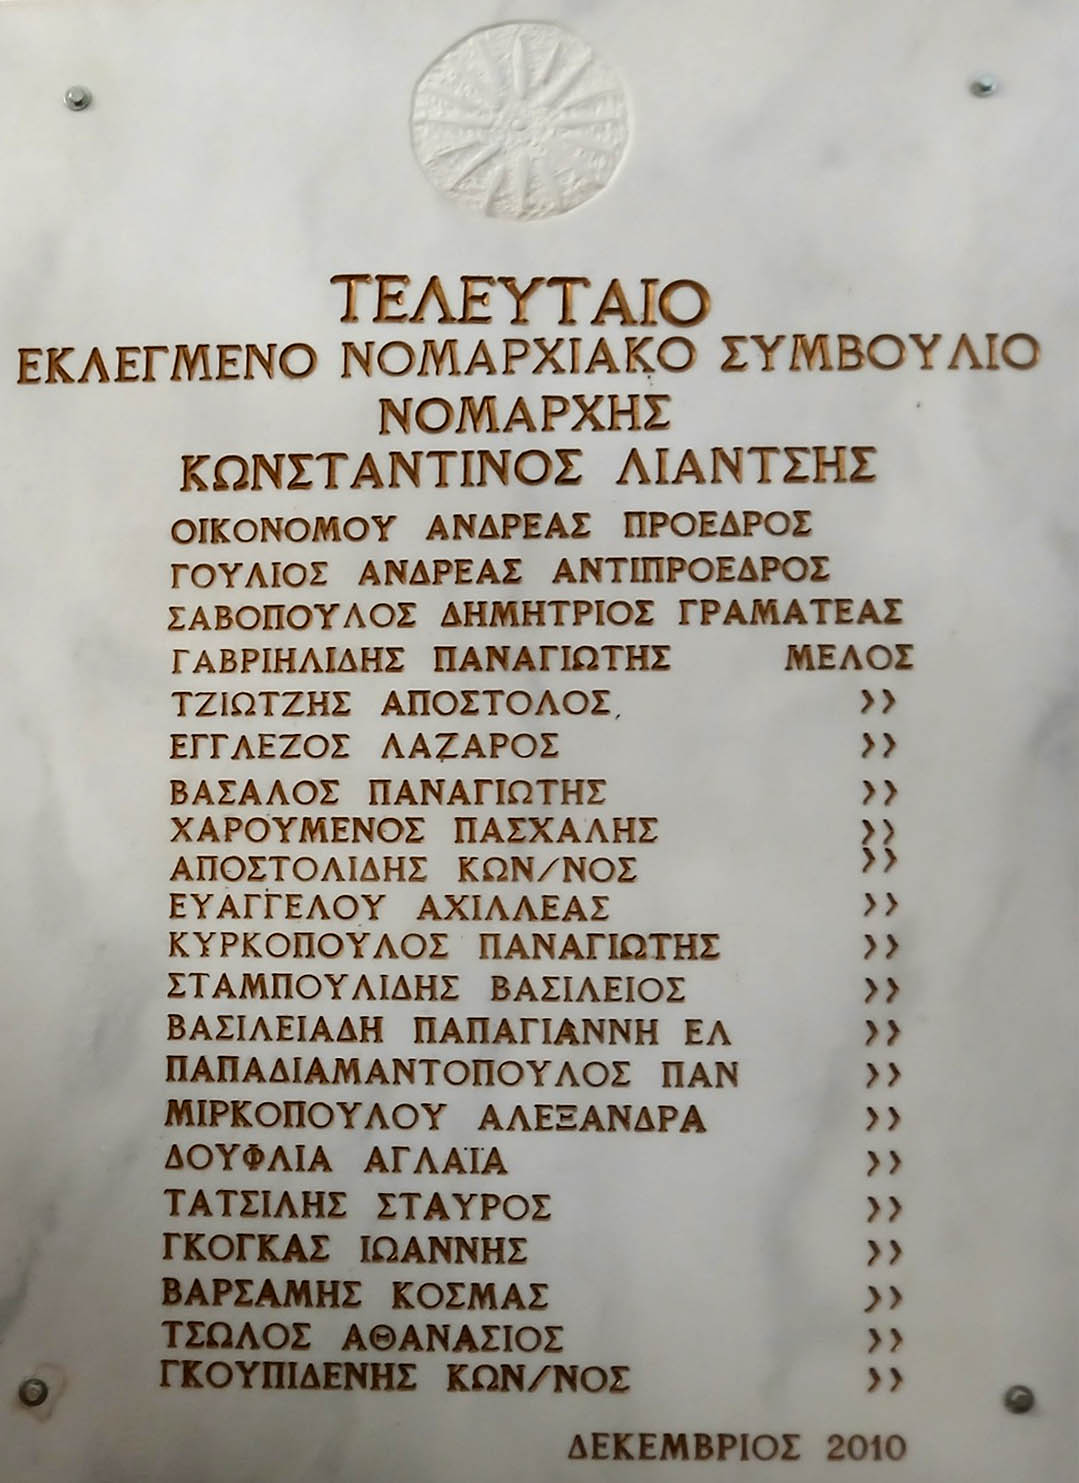 ΤΕΛΕΥΤΑΙΟ
ΕΚΛΕΓΜΕΝΟ ΝΟΜΑΡΧΙΑΚΟ ΣΥΜΒΟΥΛΙΟ
ΝΟΜΑΡΧΗΣ
ΚΩΝΣΤΑΝΤΙΝΟΣ ΛΙΑΝΤΣΗΣ
ΟΙΚΟΝΟΜΟΥ ΑΝΔΡΕΑΣ ΠΡΟΕΔΡΟΣ
ΓΟΥΛΙΟΣ ΑΝΔΡΕΑΣ ΑΝΤΙΠΡΟΕΔΡΟΣ
ΣΑΒΟΠΟΥΛΟΣ ΔΗΜΗΤΡΙΟΣ ΓΡΑΜΑΤΕΑΣ
ΓΑΒΡΙΗΛΙΔΗΣ ΠΑΝΑΓΙΩΤΗΣ ΜΕΛΟΣ
ΤΖΙΩΤΖΗΣ ΑΠΟΣΤΟΛΟΣ ››
ΕΓΓΛΕΖΟΣ ΛΑΖΑΡΟΣ ››
ΒΑΣΑΛΟΣ ΠΑΝΑΓΙΩΤΗΣ ››
ΧΑΡΟΥΜΕΝΟΣ ΠΑΣΧΑΛΗΣ ››
ΑΠΟΣΤΟΛΙΔΗΣ ΚΩΝ/ΝΟΣ ››
ΕΥΑΓΓΕΛΟΥ ΑΧΙΛΛΕΑΣ ››
ΚΥΡΚΟΠΟΥΛΟΣ ΠΑΝΑΓΙΩΤΗΣ ››
ΣΤΑΜΠΟΥΛΙΔΗΣ ΒΑΣΙΛΕΙΟΣ ››
ΒΑΣΙΛΕΙΑΔΗ ΠΑΠΑΓΙΑΝΝΗ ΕΛ ››
ΠΑΠΑΔΙΑΜΑΝΤΟΠΟΥΛΟΣ ΠΑΝ ››
ΜΙΡΚΟΠΟΥΛΟΥ ΑΛΕΞΑΝΔΡΑ ››
ΔΟΥΦΛΙΑ ΑΓΛΑΪΑ ››
ΤΑΤΣΙΛΗΣ ΣΤΑΥΡΟΣ ››
ΓΚΟΓΚΑΣ ΙΩΑΝΝΗΣ ››
ΒΑΡΣΑΜΗΣ ΚΟΣΜΑΣ ››
ΤΣΩΛΟΣ ΑΘΑΝΑΣΙΟΣ ››
ΓΚΟΥΠΙΔΕΝΗΣ ΚΩΝ/ΝΟΣ ››
ΔΕΚΕΜΒΡΙΟΣ 2010